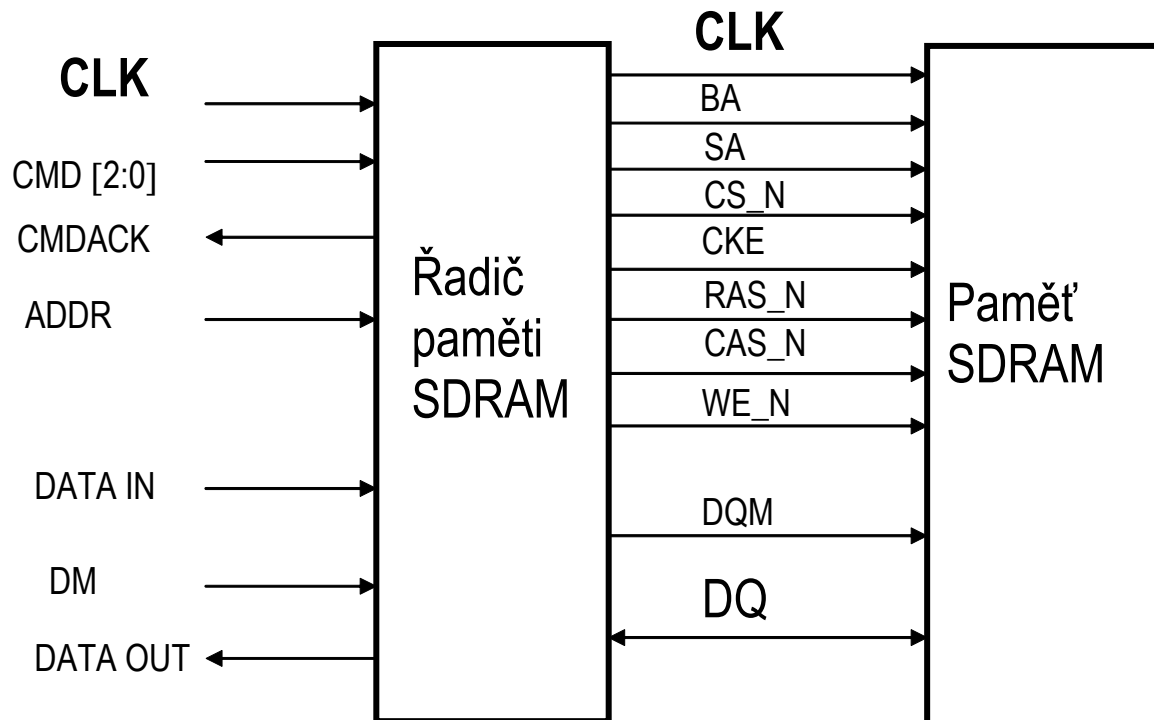 CLK
CMD [2:0]
CMDACK
ADDR
DATA IN
DM
DATA OUT
Řadič
paměti
SDRAM
CLK
BA
SA
CS_N
CKE
RAS_N
CAS_N
WE_N
DQM
DQ
Paměť
SDRAM